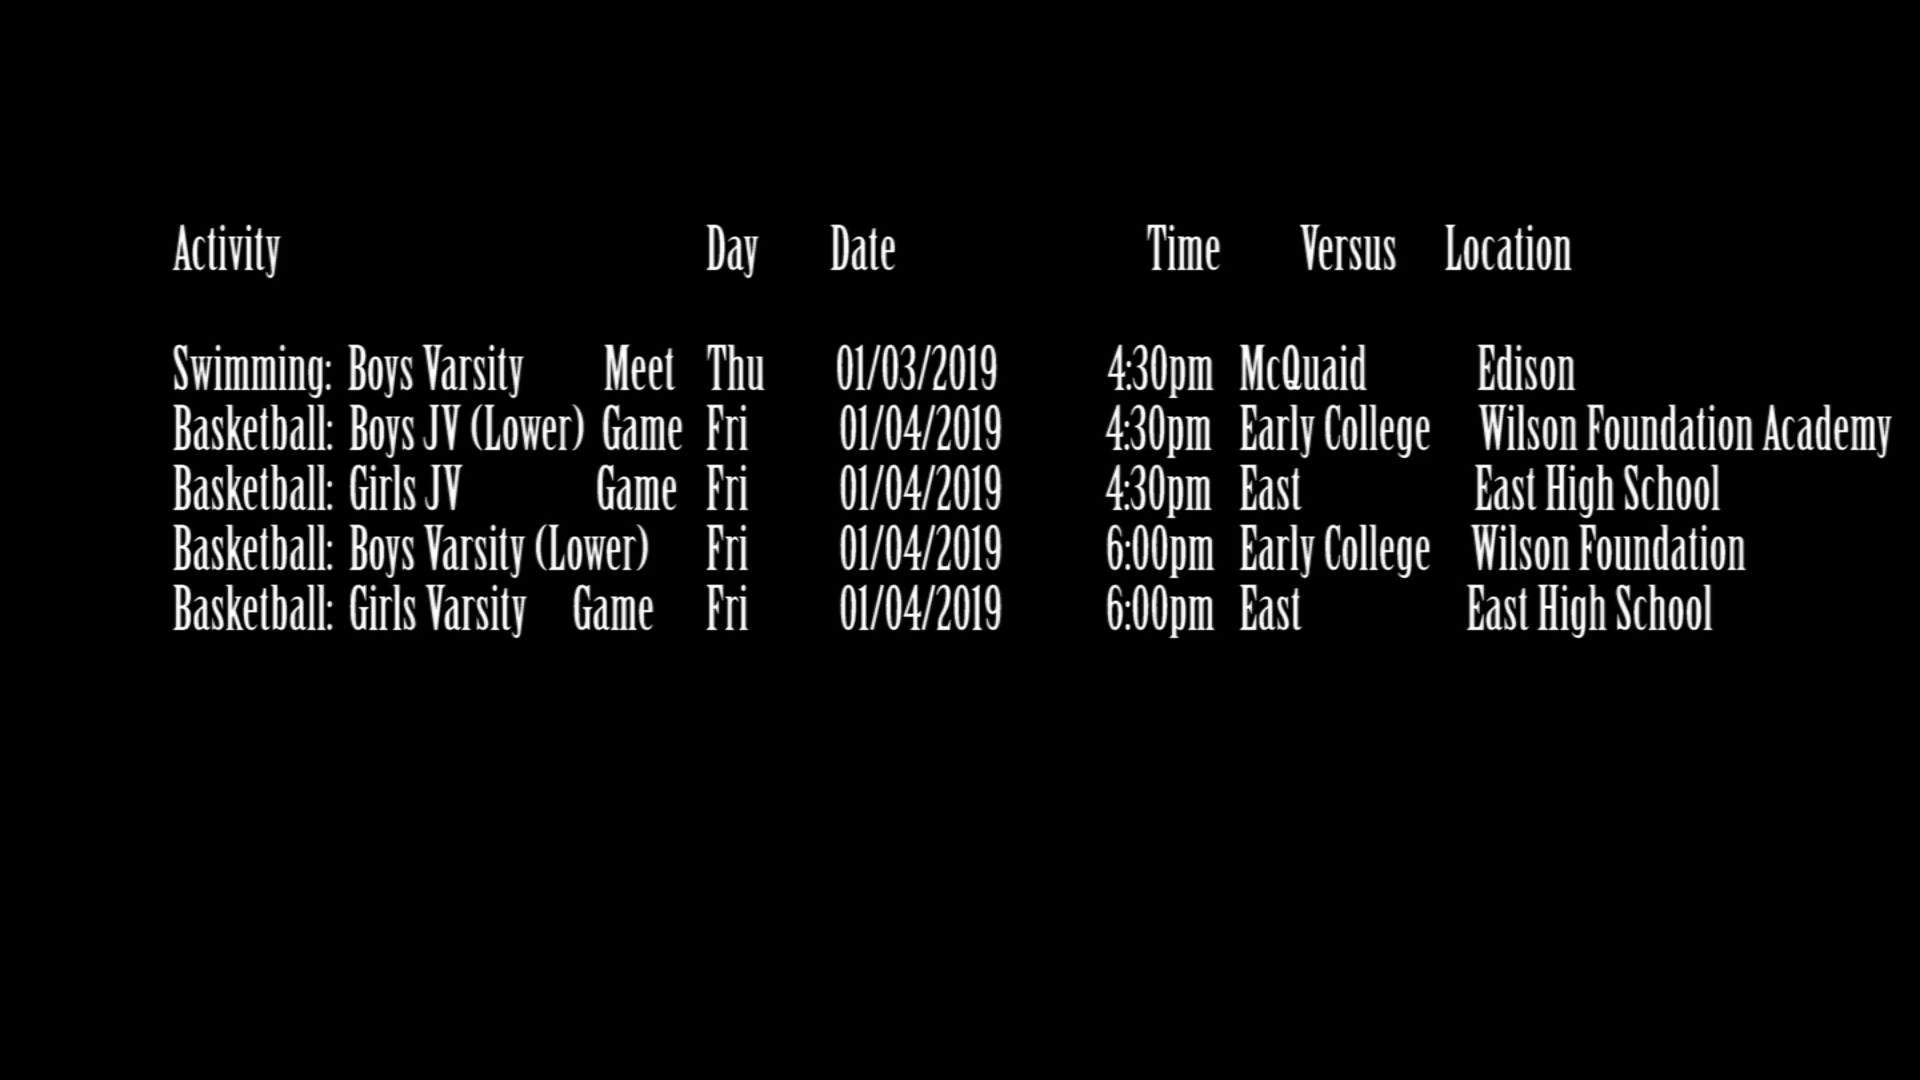 Activity Day Date Time Versus Location
Swimming: Boys Varsity Meet Thu 01/03/2019 4:30pm McQuaid Edison
Basketball: Boys JV (Lower) Game Fri 01/04/2019 4:30pm Early College Wilson Foundation Academy
Basketball: Girls JV Game Fri 01/04/2019 4:30pm East East High School
Basketball: Boys Varsity (Lower) Fri 01/04/2019 6:00pm Early College Wilson Foundation
Basketball: Girls Varsity Game Fri 01/04/2019 6:00pm East East High School